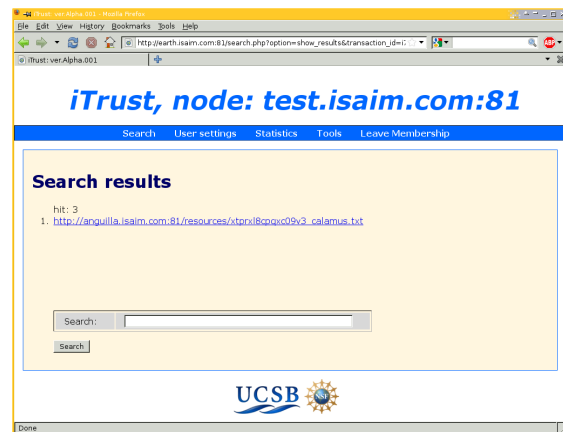 iTrust: ver.Alpha.001 - Mozilla Firefox
File Edit View History Bookmarks Tools Help
http://earth.isaim.com:81/search.php?option=show_results&transaction_id=i
ABP
iTrust: ver.Alpha.001
iTrust, node: test.isaim.com:81
Search User settings Statistics Tools Leave Membership
Search results
hit: 3
1. http://anguilla.isaim.com:81/resources/xtprxl8cpqxc09v3_calamus.txt
Search:
Search
UCSB NSF
Done